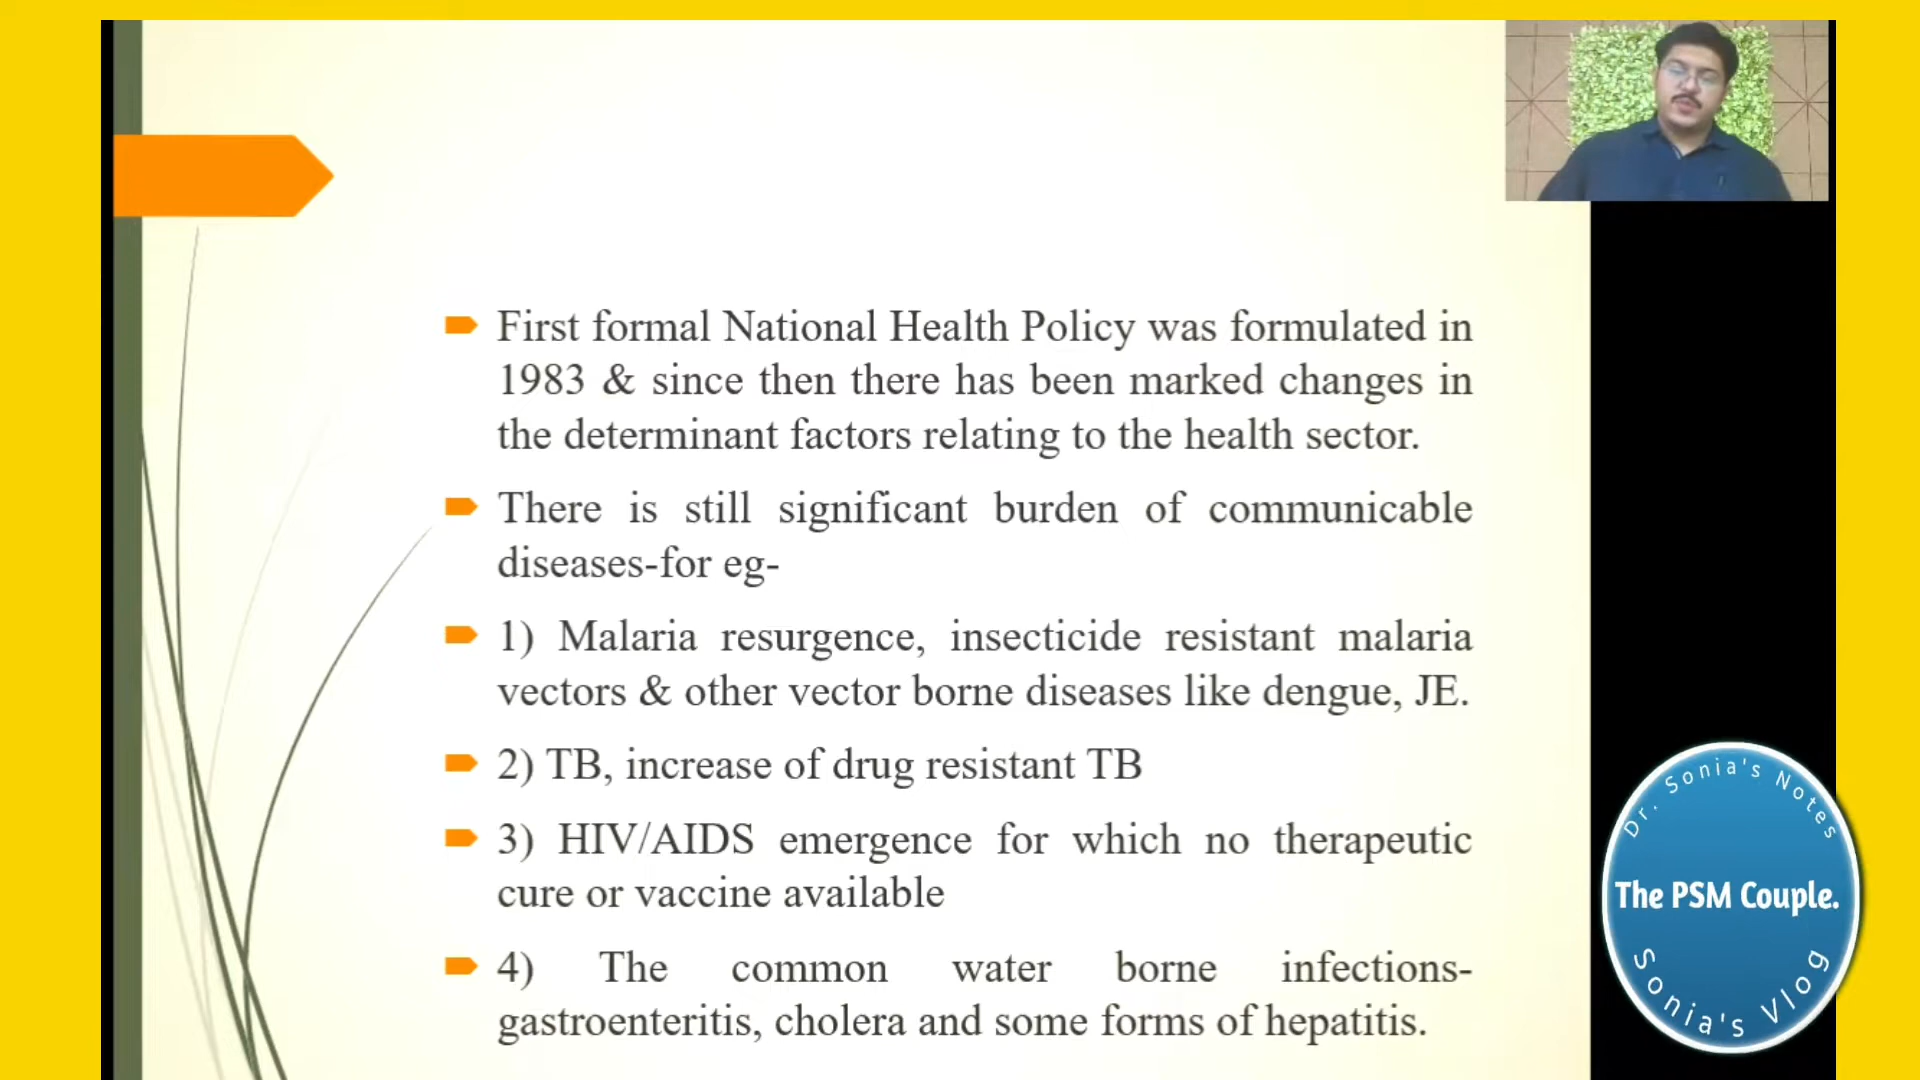 First formal National Health Policy was formulated in
1983 & since then there has been marked changes in
the determinant factors relating to the health sector.
There is still significant burden of communicable
diseases-for eg-
1) Malaria resurgence, insecticide resistant malaria
vectors & other vector borne diseases like dengue, JE.
2) TB, increase of drug resistant TB
3) HIV/AIDS emergence for which no therapeutic
cure or vaccine available
4) The common water borne infections-
gastroenteritis, cholera and some forms of hepatitis.
Dr. Sonia's Notes
The PSM Couple.
Sonia's Vlog